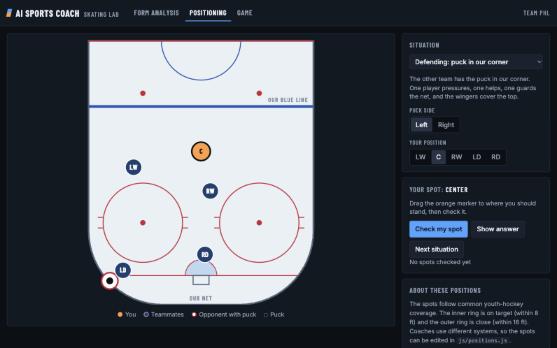 AI SPORTS COACH SKATING LAB FORM ANALYSIS POSITIONING GAME TEAM PHL
OUR BLUE LINE
C
LW
RW
RD
LD
OUR NET
You Teammates Opponent with puck Puck
SITUATION
Defending: puck in our corner
The other team has the puck in our corner.
One player pressures, one helps, one guards
the net, and the wingers cover the top.
PUCK SIDE
Left Right
YOUR POSITION
LW C RW LD RD
YOUR SPOT: CENTER
Drag the orange marker to where you should
stand, then check it.
Check my spot Show answer
Next situation
No spots checked yet
ABOUT THESE POSITIONS
The spots follow common youth-hockey
coverage. The inner ring is on target (within 8
ft) and the outer ring is close (within 16 ft).
Coaches use different systems, so the spots
can be edited in js/positions.js.